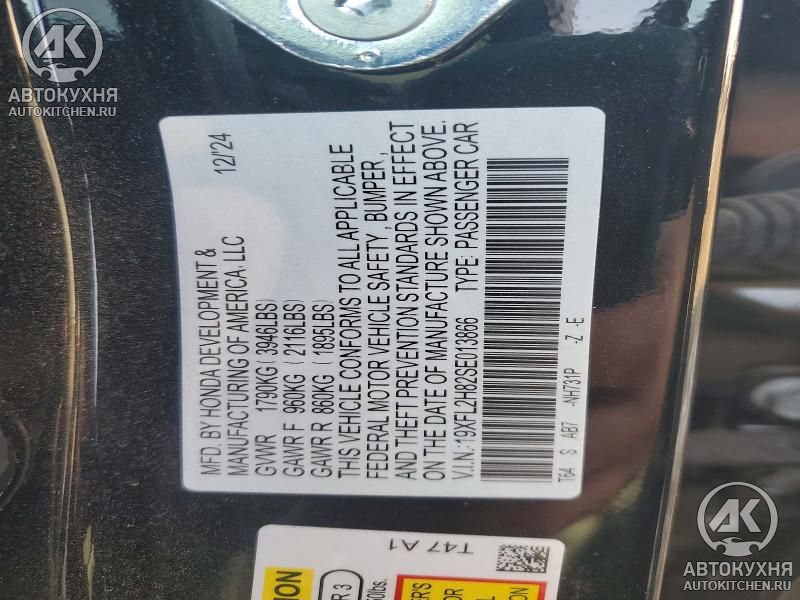 АВТОКУХНЯ
AUTOKITCHEN.RU
MFD. BY HONDA DEVELOPMENT &
MANUFACTURING OF AMERICA, LLC
12/'24
GVWR 1790KG (3946LBS)
GAWR F 960KG (2116LBS)
GAWR R 860KG (1895LBS)
THIS VEHICLE CONFORMS TO ALL APPLICABLE
FEDERAL MOTOR VEHICLE SAFETY, BUMPER,
AND THEFT PREVENTION STANDARDS IN EFFECT
ON THE DATE OF MANUFACTURE SHOWN ABOVE.
V.I.N.: 19XFL2H82SE013866 TYPE: PASSENGER CAR
T64 S AB7 -NH731P -Z -E
T47 A1
АВТОКУХНЯ
AUTOKITCHEN.RU